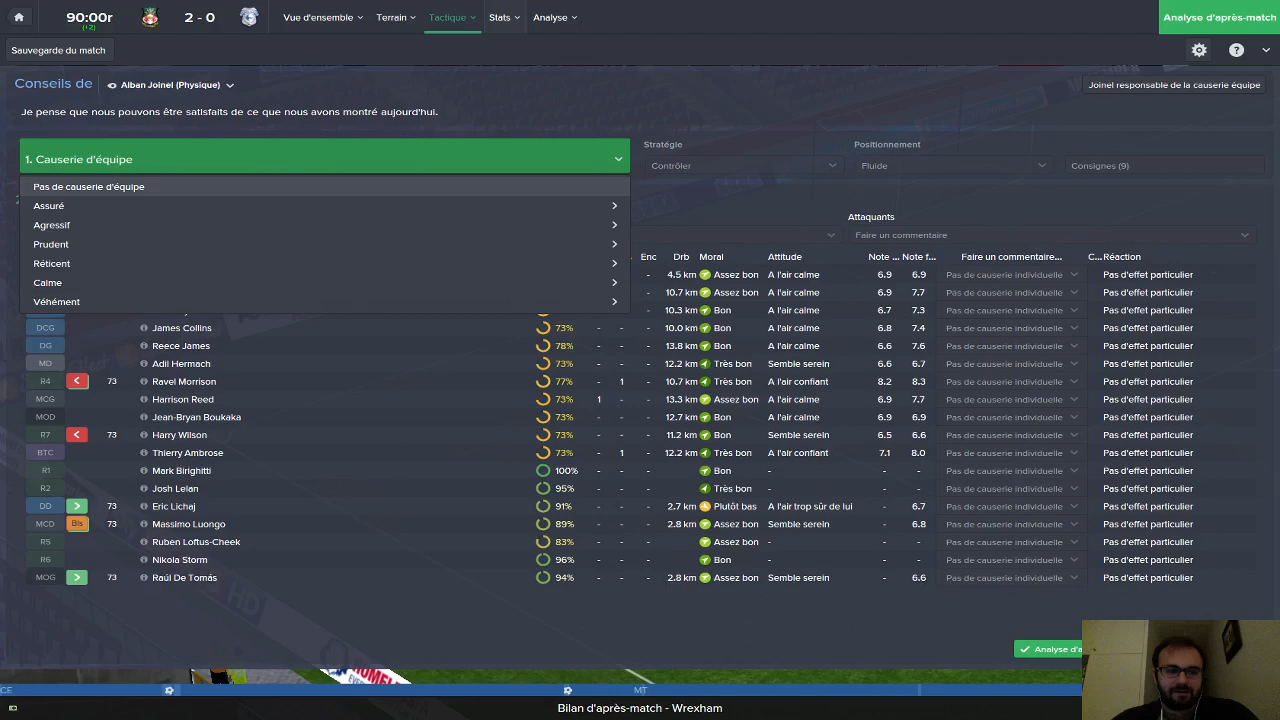 90:00r
(+2)
2 - 0
Vue d'ensemble
Terrain
Tactique
Stats
Analyse
Analyse d'après-match
Sauvegarde du match
Conseils de
Alban Joinel (Physique)
Joinel responsable de la causerie équipe
Je pense que nous pouvons être satisfaits de ce que nous avons montré aujourd'hui.
1. Causerie d'équipe
Stratégie
Positionnement
Contrôler
Fluide
Consignes (9)
Pas de causerie d'équipe
Assuré
Agressif
Prudent
Réticent
Calme
Véhément
Attaquants
Faire un commentaire
Enc Drb Moral Attitude Note ... Note f... Faire un commentaire... C... Réaction
- 4.5 km Assez bon A l'air calme 6.9 6.9 Pas de causerie individuelle Pas d'effet particulier
- 10.7 km Assez bon A l'air calme 6.9 7.7 Pas de causerie individuelle Pas d'effet particulier
- 10.3 km Bon A l'air calme 6.7 7.3 Pas de causerie individuelle Pas d'effet particulier
DCG James Collins 73% - - - 10.0 km Bon A l'air calme 6.8 7.4 Pas de causerie individuelle Pas d'effet particulier
DG Reece James 78% - - - 13.8 km Bon A l'air calme 6.6 7.6 Pas de causerie individuelle Pas d'effet particulier
MD Adil Hermach 73% - - - 12.2 km Très bon Semble serein 6.6 6.7 Pas de causerie individuelle Pas d'effet particulier
R4 73 Ravel Morrison 77% - 1 - 10.7 km Très bon A l'air confiant 8.2 8.3 Pas de causerie individuelle Pas d'effet particulier
MCG Harrison Reed 73% 1 - - 13.3 km Assez bon A l'air calme 6.9 7.7 Pas de causerie individuelle Pas d'effet particulier
MOD Jean-Bryan Boukaka 73% - - - 12.7 km Bon A l'air calme 6.9 6.9 Pas de causerie individuelle Pas d'effet particulier
R7 73 Harry Wilson 73% - - - 11.2 km Bon Semble serein 6.5 6.6 Pas de causerie individuelle Pas d'effet particulier
BTC Thierry Ambrose 73% - 1 - 12.2 km Très bon A l'air confiant 7.1 8.0 Pas de causerie individuelle Pas d'effet particulier
R1 Mark Birighitti 100% - - - Bon - Pas de causerie individuelle Pas d'effet particulier
R2 Josh Lelan 95% - - - Très bon - Pas de causerie individuelle Pas d'effet particulier
DD 73 Eric Lichaj 91% - - - 2.7 km Plutôt bas A l'air trop sûr de lui - 6.7 Pas de causerie individuelle Pas d'effet particulier
MCD Bls 73 Massimo Luongo 89% - - - 2.8 km Assez bon Semble serein - 6.8 Pas de causerie individuelle Pas d'effet particulier
R5 Ruben Loftus-Cheek 83% - - - Assez bon - Pas de causerie individuelle Pas d'effet particulier
R6 Nikola Storm 96% - - - Bon - Pas de causerie individuelle Pas d'effet particulier
MOG 73 Raúl De Tomás 94% - - - 2.8 km Assez bon Semble serein - 6.6 Pas de causerie individuelle Pas d'effet particulier
Analyse d'a
CE
MT
Bilan d'après-match - Wrexham